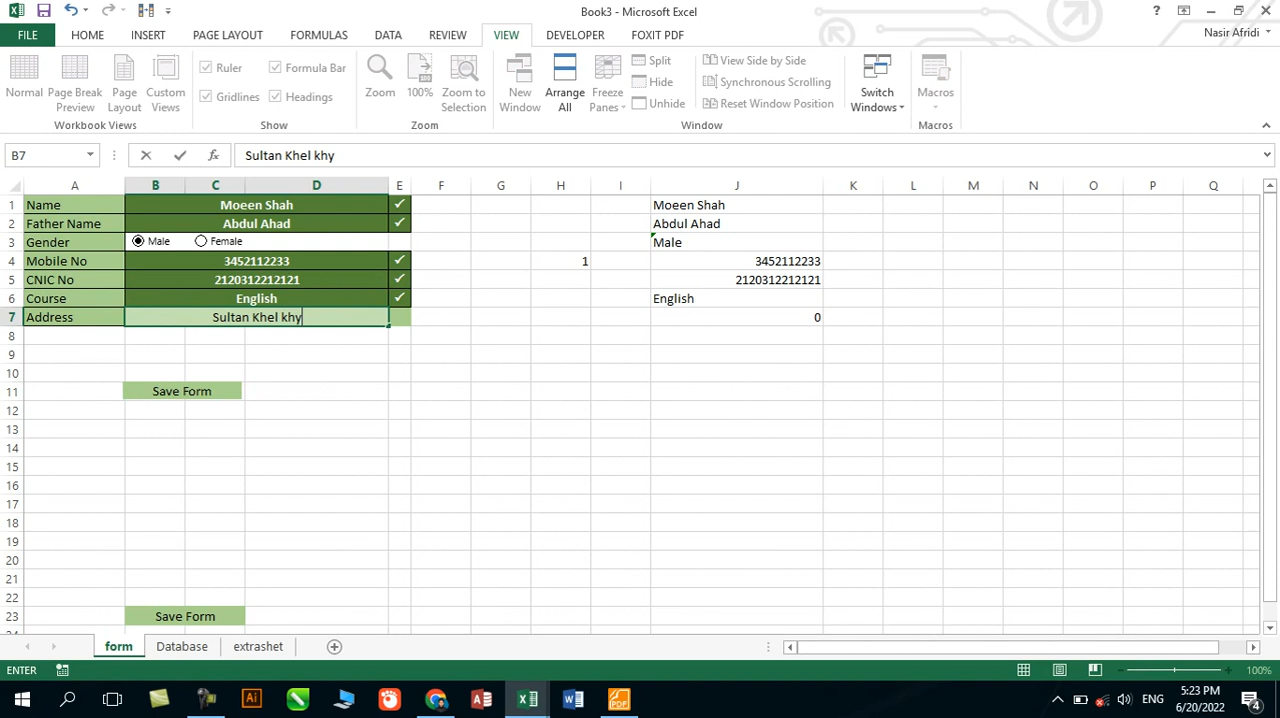 Book3 - Microsoft Excel
FILE HOME INSERT PAGE LAYOUT FORMULAS DATA REVIEW VIEW DEVELOPER FOXIT PDF Nasir Afridi
Normal Page Break Preview Page Layout Custom Views
Ruler Formula Bar
Gridlines Headings
Zoom 100% Zoom to Selection
New Window Arrange All Freeze Panes
Split
Hide
Unhide
View Side by Side
Synchronous Scrolling
Reset Window Position
Switch Windows Macros
Workbook Views Show Zoom Window Macros
B7 fx Sultan Khel khy
A B C D E F G H I J K L M N O P Q
1 Name Moeen Shah ✓ Moeen Shah
2 Father Name Abdul Ahad ✓ Abdul Ahad
3 Gender Male Female Male
4 Mobile No 3452112233 ✓ 1 3452112233
5 CNIC No 2120312212121 ✓ 2120312212121
6 Course English ✓ English
7 Address Sultan Khel khy 0
8
9
10
11 Save Form
12
13
14
15
16
17
18
19
20
21
22
23 Save Form
form Database extrashet
ENTER 100%
ENG 5:23 PM
6/20/2022 4